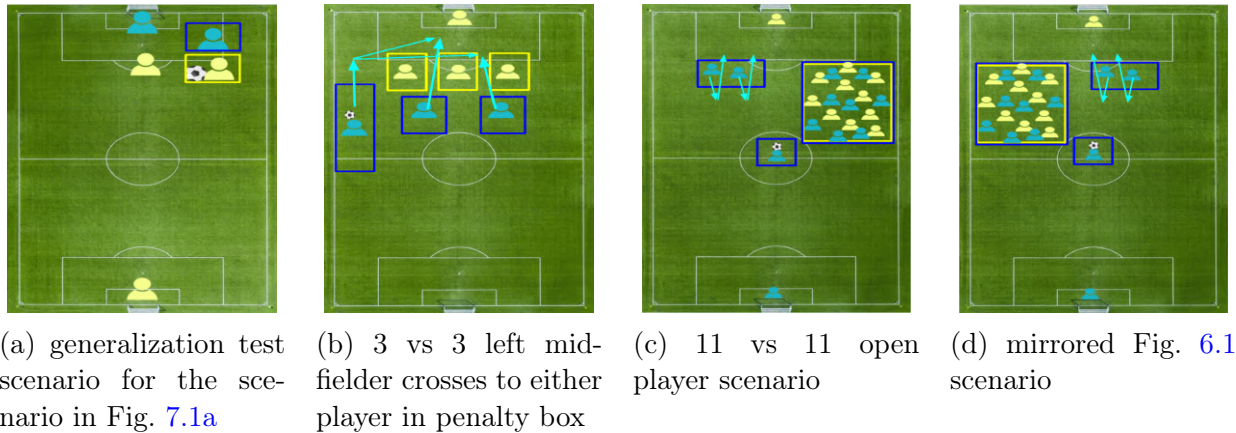 (a) generalization test
scenario for the sce-
nario in Fig. 7.1a
(b) 3 vs 3 left mid-
fielder crosses to either
player in penalty box
(c) 11 vs 11 open
player scenario
(d) mirrored Fig. 6.1
scenario